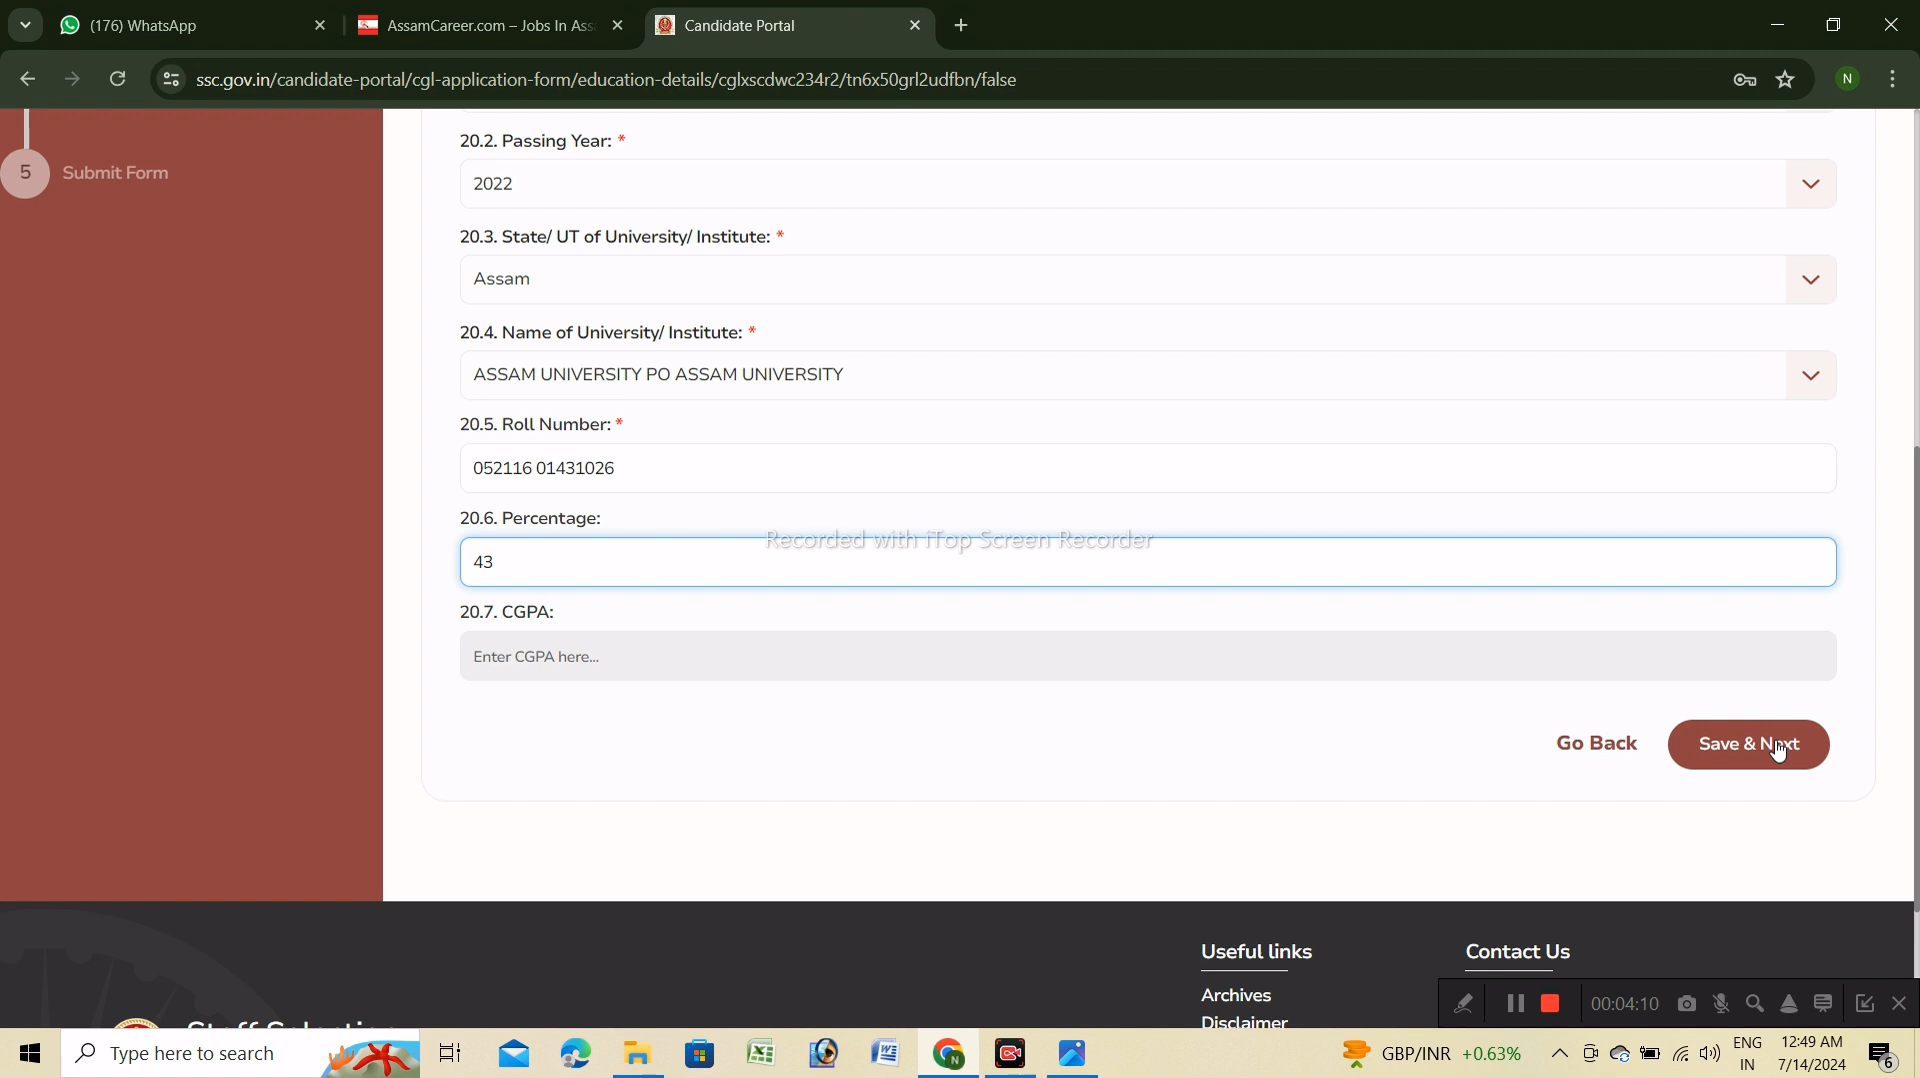 (176) WhatsApp
AssamCareer.com – Jobs In Ass
Candidate Portal
ssc.gov.in/candidate-portal/cgl-application-form/education-details/cglxscdwc234r2/tn6x50grl2udfbn/false
N
5 Submit Form
20.2. Passing Year: *
2022
20.3. State/ UT of University/ Institute: *
Assam
20.4. Name of University/ Institute: *
ASSAM UNIVERSITY PO ASSAM UNIVERSITY
20.5. Roll Number: *
052116 01431026
20.6. Percentage:
Recorded with iTop Screen Recorder
43
20.7. CGPA:
Enter CGPA here...
Go Back
Save & Next
Useful links
Contact Us
Archives
Disclaimer
00:04:10
Type here to search
GBP/INR +0.63%
ENG
IN
12:49 AM
7/14/2024
6